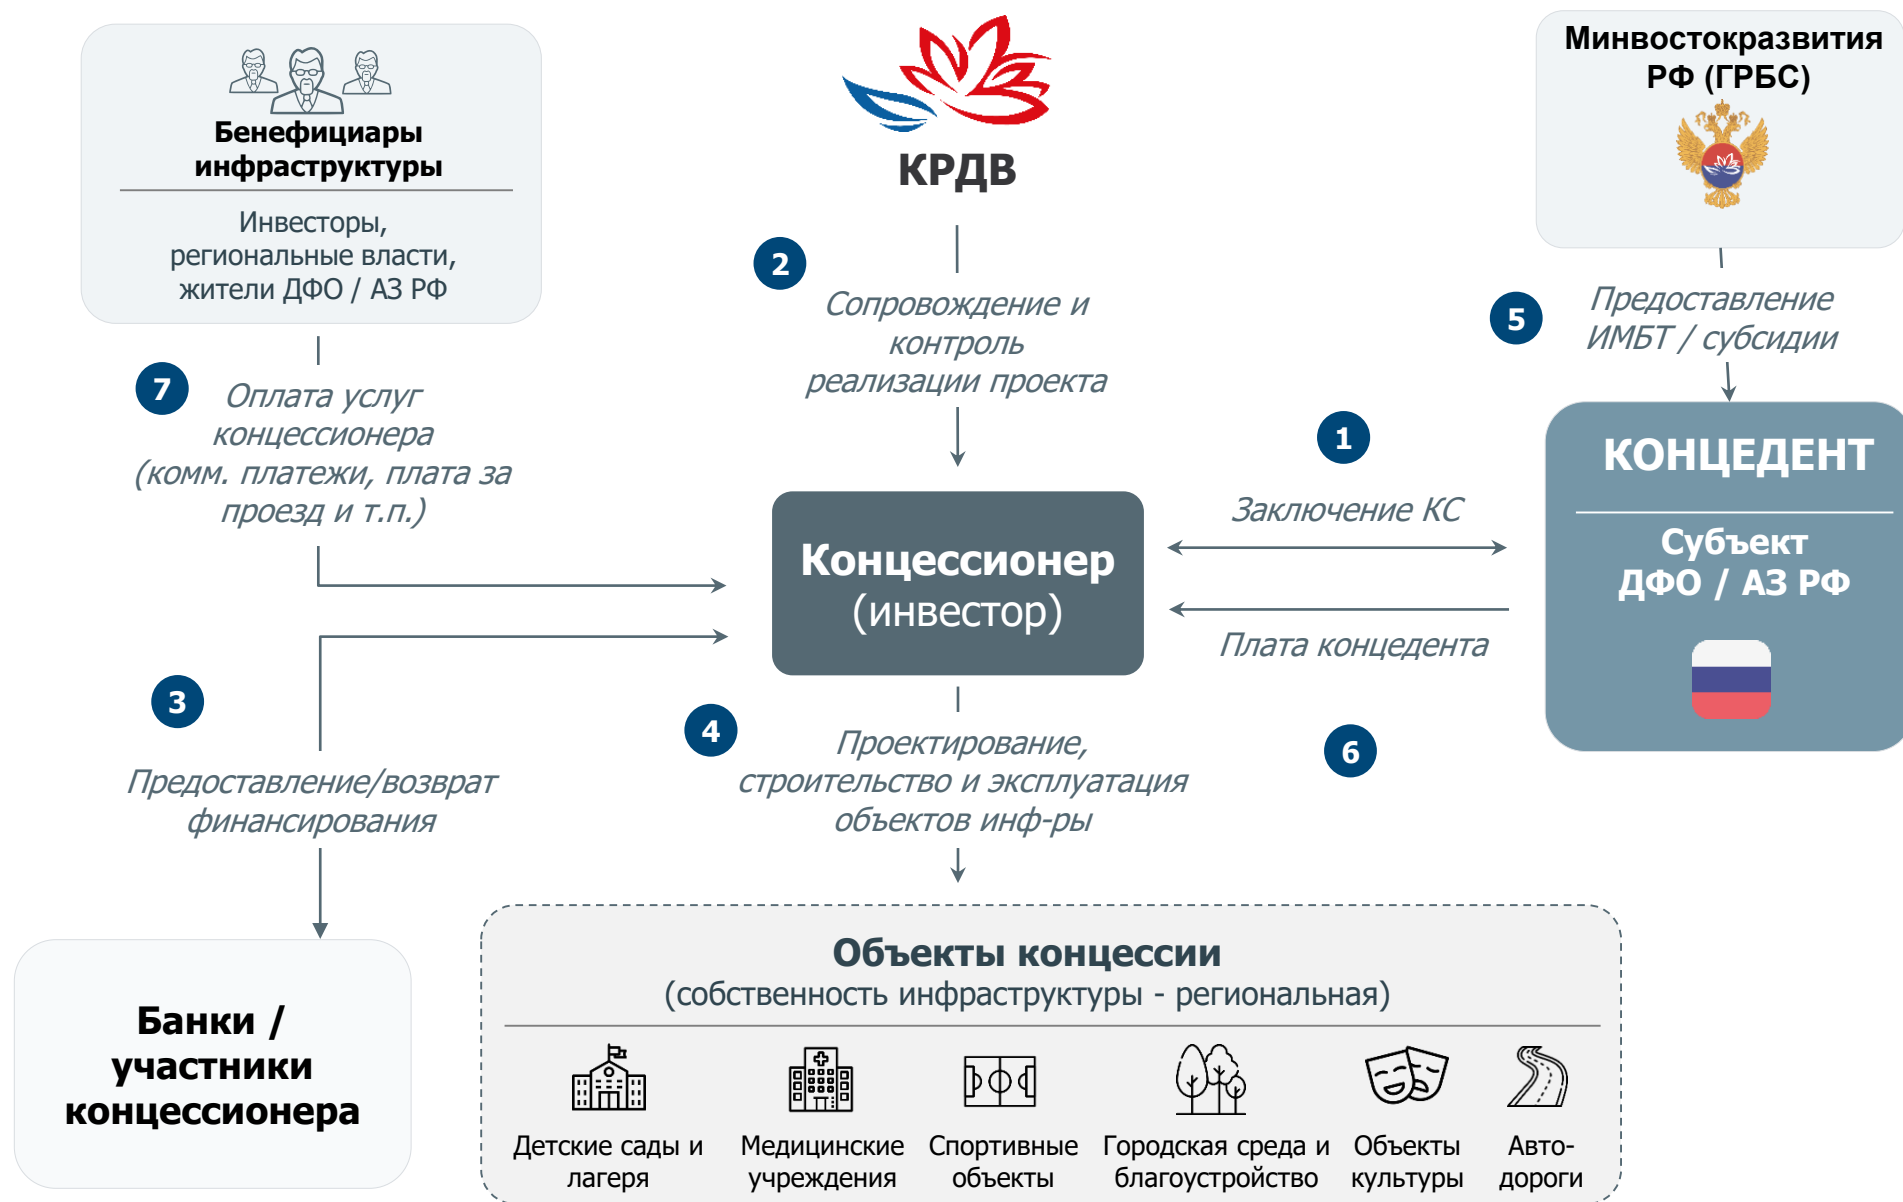 Бенефициары
инфраструктуры
Инвесторы,
региональные власти,
жители ДФО / АЗ РФ
КРДВ
Минвостокразвития
РФ (ГРБС)
2
Сопровождение и
контроль
реализации проекта
5
Предоставление
ИМБТ / субсидии
7
Оплата услуг
концессионера
(комм. платежи, плата за
проезд и т.п.)
1
Заключение КС
КОНЦЕДЕНТ
Субъект
ДФО / АЗ РФ
Концессионер
(инвестор)
Плата концедента
6
3
Предоставление/возврат
финансирования
4
Проектирование,
строительство и эксплуатация
объектов инф-ры
Банки /
участники
концессионера
Объекты концессии
(собственность инфраструктуры - региональная)
Детские сады и
лагеря
Медицинские
учреждения
Спортивные
объекты
Городская среда и
благоустройство
Объекты
культуры
Авто-
дороги